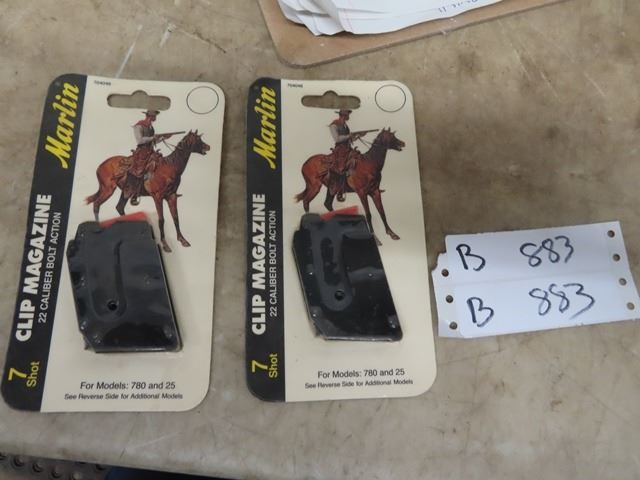 704048
Marlin
CLIP MAGAZINE
22 CALIBER BOLT ACTION
7 Shot
For Models: 780 and 25
See Reverse Side for Additional Models
704048
Marlin
CLIP MAGAZINE
22 CALIBER BOLT ACTION
7 Shot
For Models: 780 and 25
See Reverse Side for Additional Models
B 883
B 883